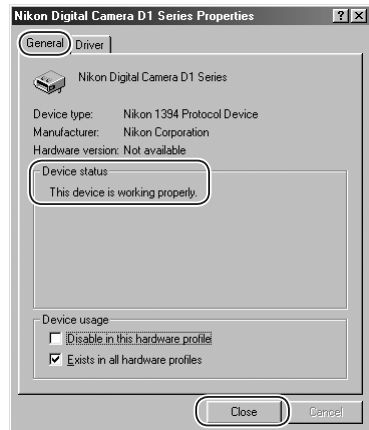 Nikon Digital Camera D1 Series Properties
General Driver
Nikon Digital Camera D1 Series
Device type: Nikon 1394 Protocol Device
Manufacturer: Nikon Corporation
Hardware version: Not available
Device status
This device is working properly.
Device usage
Disable in this hardware profile
Exists in all hardware profiles
Close Cancel